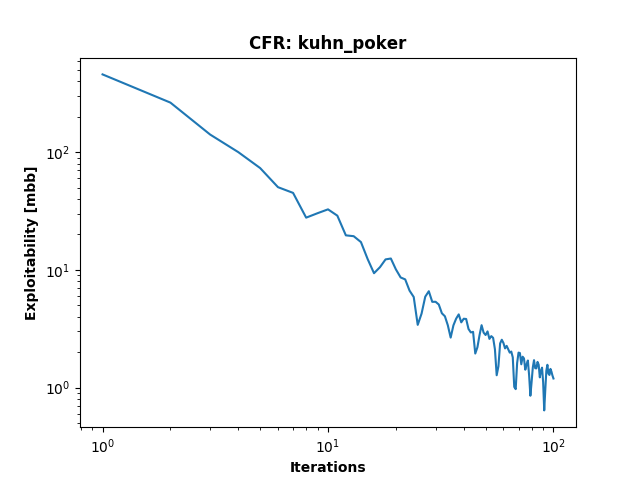 CFR: kuhn_poker
Exploitability [mbb]
10²
10¹
10⁰
10⁰ 10¹ 10²
Iterations